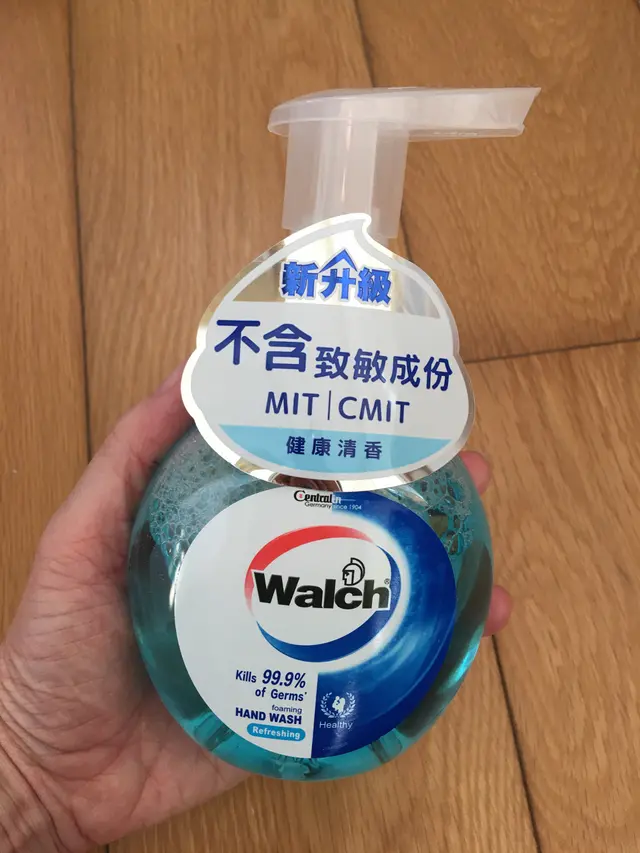 新升級
不含致敏成份
MIT | CMIT
健康清香
Centralin
Germany since 1904
Walch®
Kills 99.9%
of Germs*
foaming
HAND WASH
Refreshing
Healthy